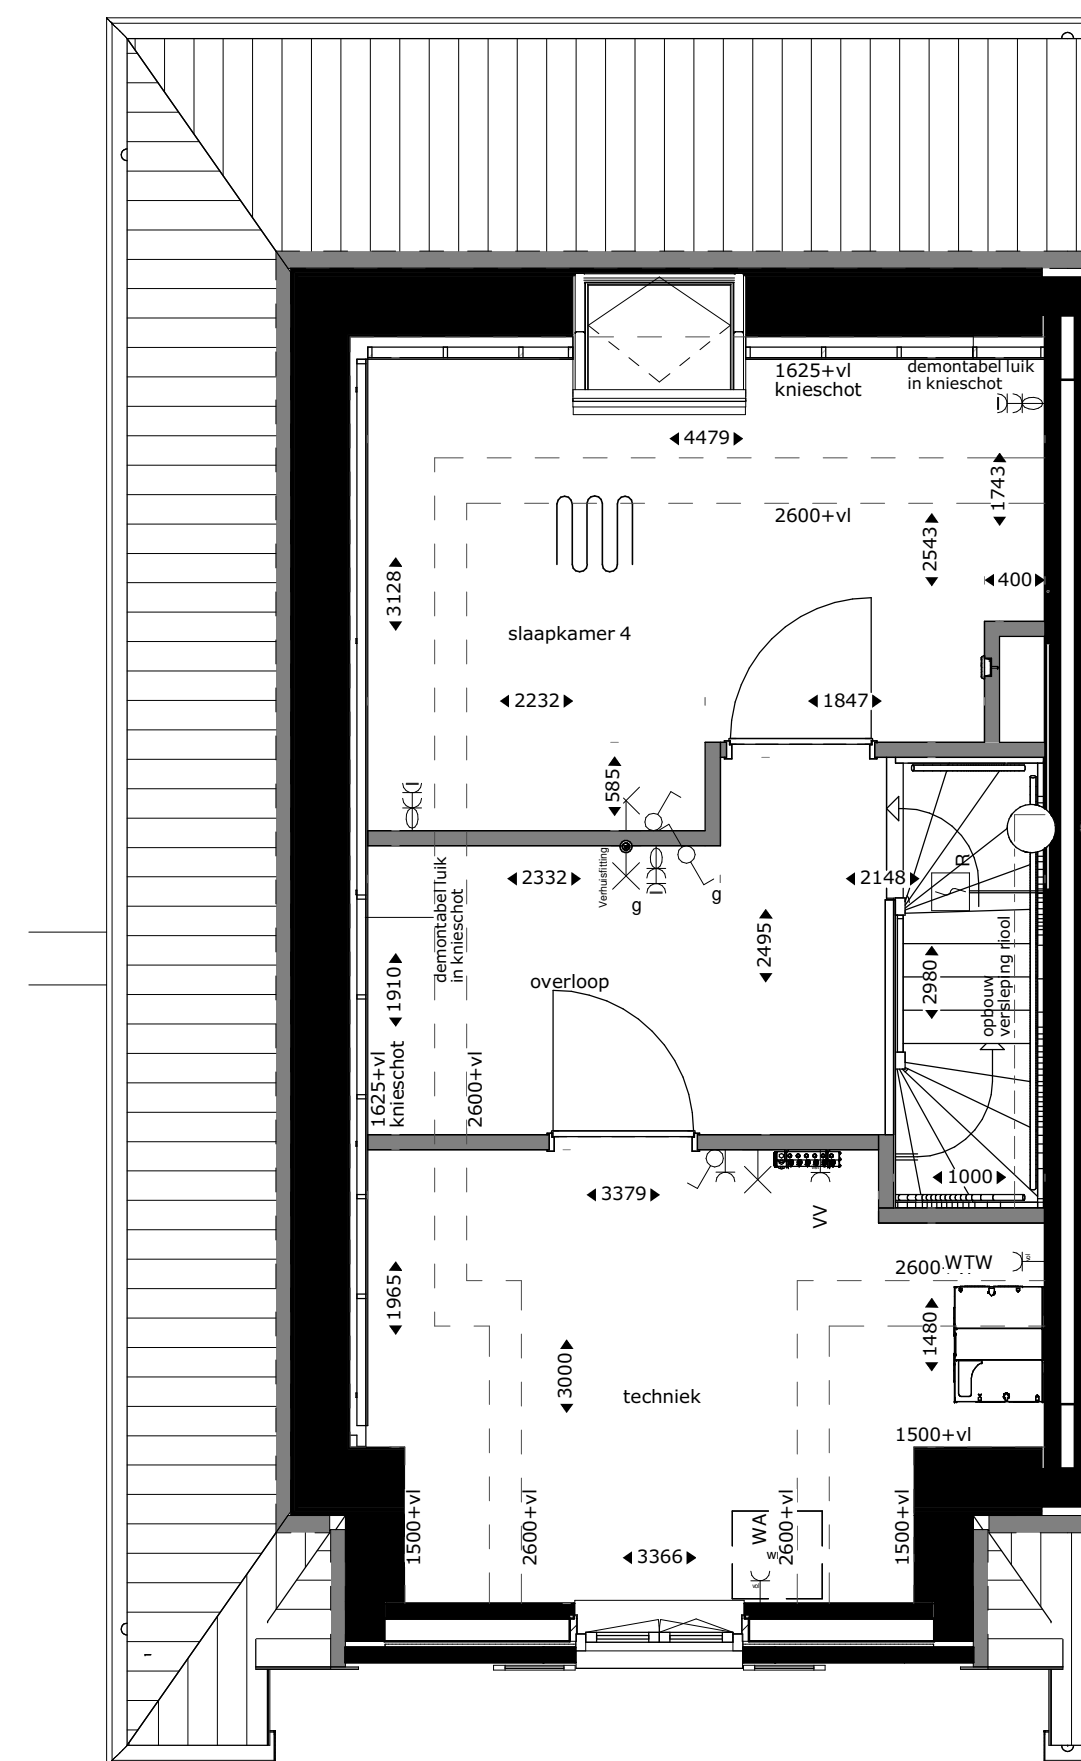 1625+vl
knieschot
demontabel luik
in knieschot
4479
1743
2600+vl
2543
400
3128
slaapkamer 4
2232
1847
585
Verhuisfitting
2332
g
g
2148
R
demontabel luik
in knieschot
2495
2980
opbouw
versleping riool
overloop
1910
1625+vl
knieschot
2600+vl
1000
3379
VV
2600
WTW
1965
1480
3000
techniek
1500+vl
1500+vl
2600+vl
WA
2600+vl
1500+vl
3366